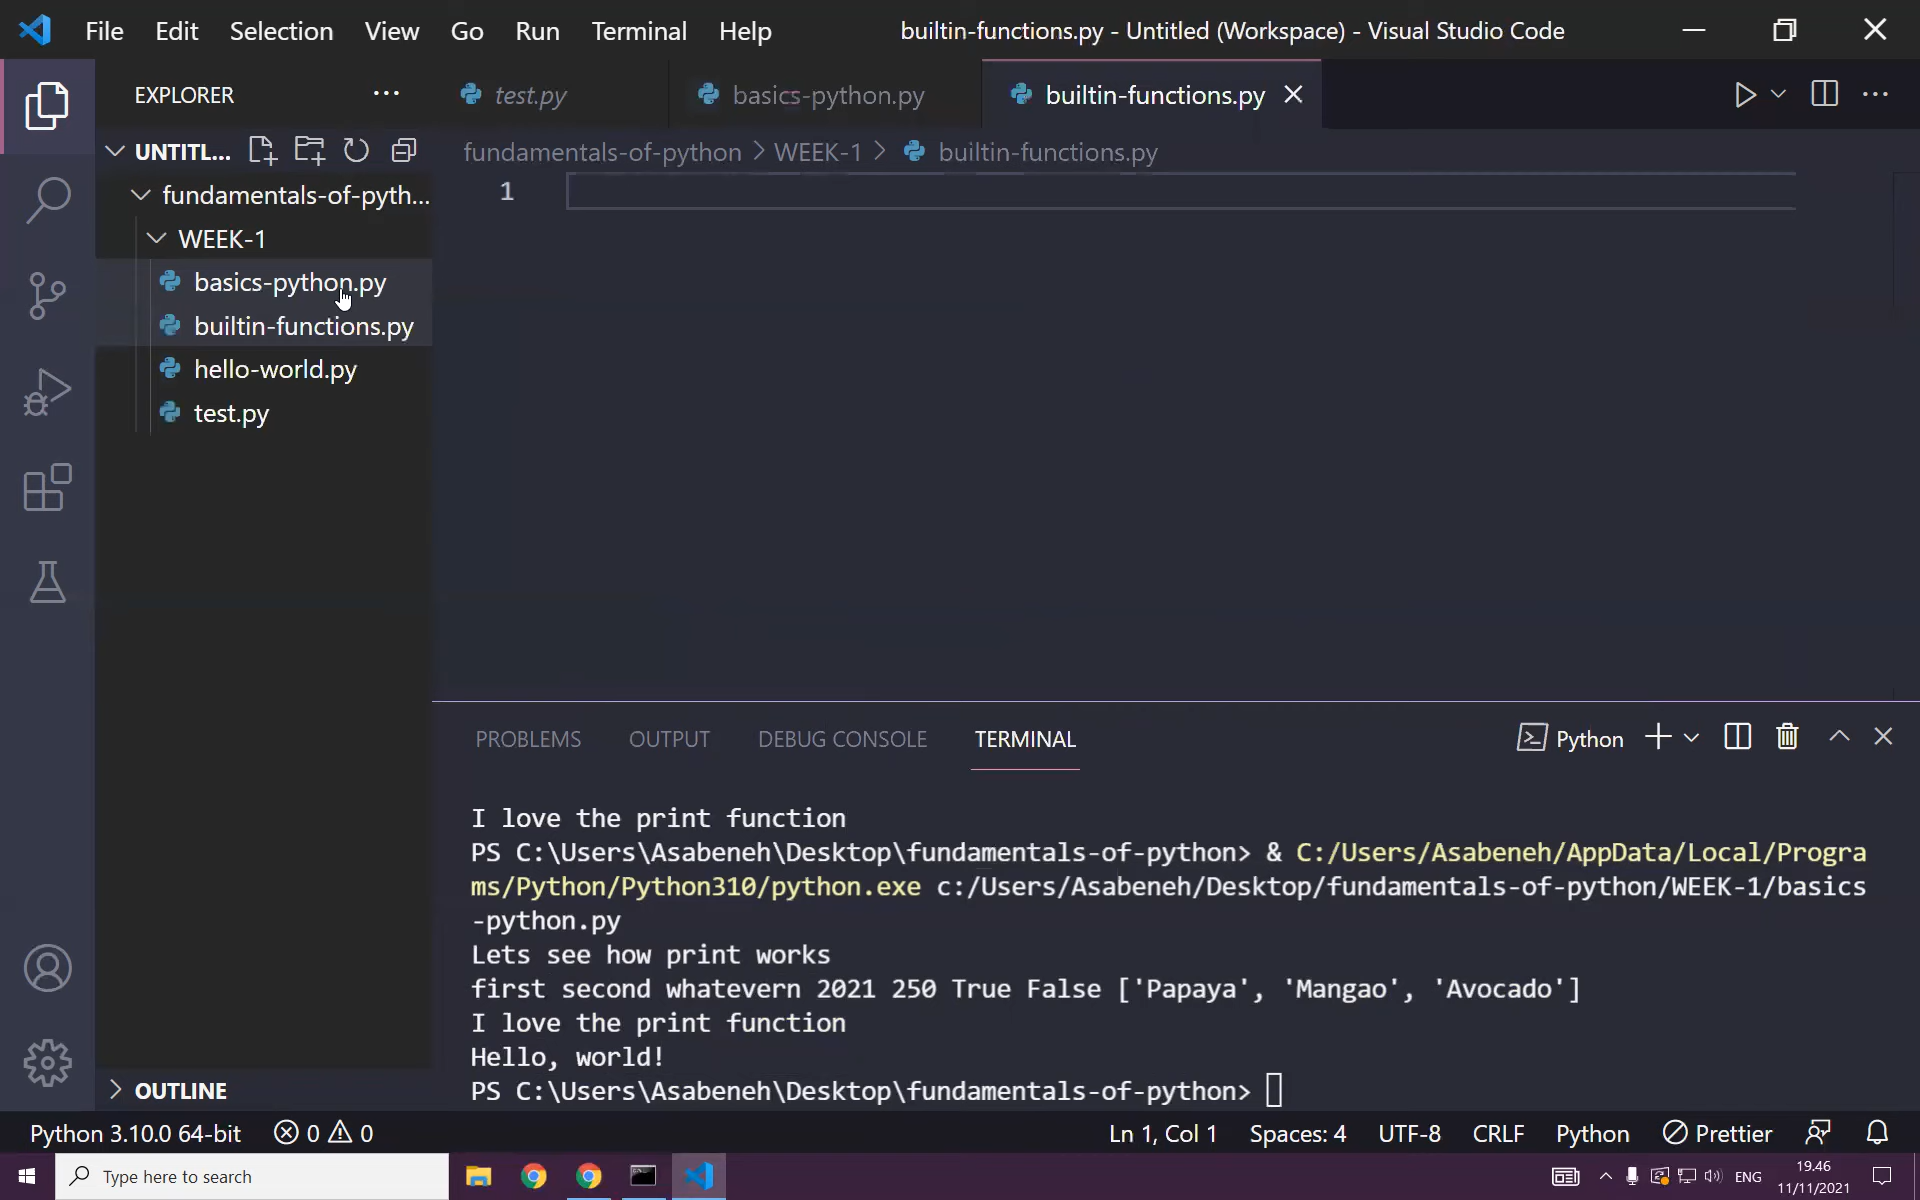 File Edit Selection View Go Run Terminal Help
builtin-functions.py - Untitled (Workspace) - Visual Studio Code
EXPLORER
test.py
basics-python.py
builtin-functions.py
UNTITL...
fundamentals-of-python > WEEK-1 > builtin-functions.py
fundamentals-of-pyth...
WEEK-1
basics-python.py
builtin-functions.py
hello-world.py
test.py
1
PROBLEMS OUTPUT DEBUG CONSOLE TERMINAL
Python
I love the print function
PS C:\Users\Asabeneh\Desktop\fundamentals-of-python> & C:/Users/Asabeneh/AppData/Local/Progra
ms/Python/Python310/python.exe c:/Users/Asabeneh/Desktop/fundamentals-of-python/WEEK-1/basics
-python.py
Lets see how print works
first second whatevern 2021 250 True False ['Papaya', 'Mangao', 'Avocado']
I love the print function
Hello, world!
PS C:\Users\Asabeneh\Desktop\fundamentals-of-python>
OUTLINE
Python 3.10.0 64-bit 0 0 Ln 1, Col 1 Spaces: 4 UTF-8 CRLF Python Prettier
Type here to search
ENG
19.46
11/11/2021